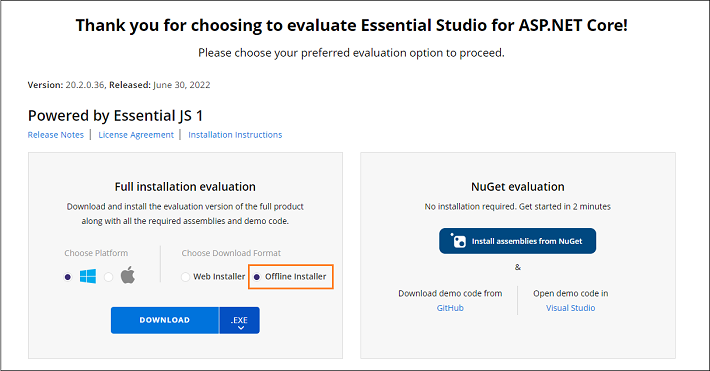 Thank you for choosing to evaluate Essential Studio for ASP.NET Core!
Please choose your preferred evaluation option to proceed.
Version: 20.2.0.36, Released: June 30, 2022
Powered by Essential JS 1
Release Notes | License Agreement | Installation Instructions
Full installation evaluation
Download and install the evaluation version of the full product
along with all the required assemblies and demo code.
Choose Platform
Choose Download Format
Web Installer
Offline Installer
DOWNLOAD
.EXE
NuGet evaluation
No installation required. Get started in 2 minutes
Install assemblies from NuGet
&
Download demo code from
GitHub
Open demo code in
Visual Studio